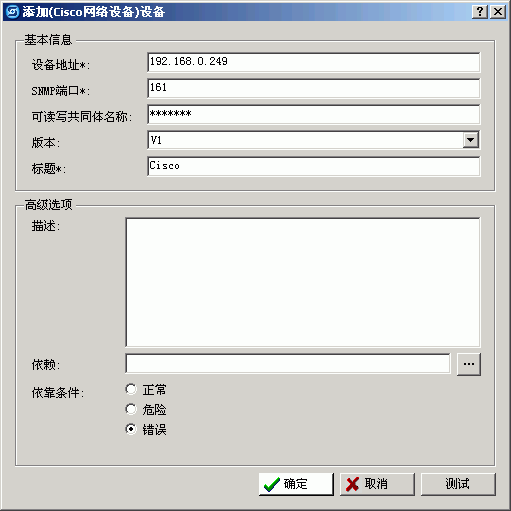 添加(Cisco网络设备)设备
基本信息
设备地址*: 192.168.0.249
SNMP端口*: 161
可读写共同体名称: *******
版本: V1
标题*: Cisco
高级选项
描述:
依赖: ...
依靠条件: 正常
危险
错误
确定 取消 测试